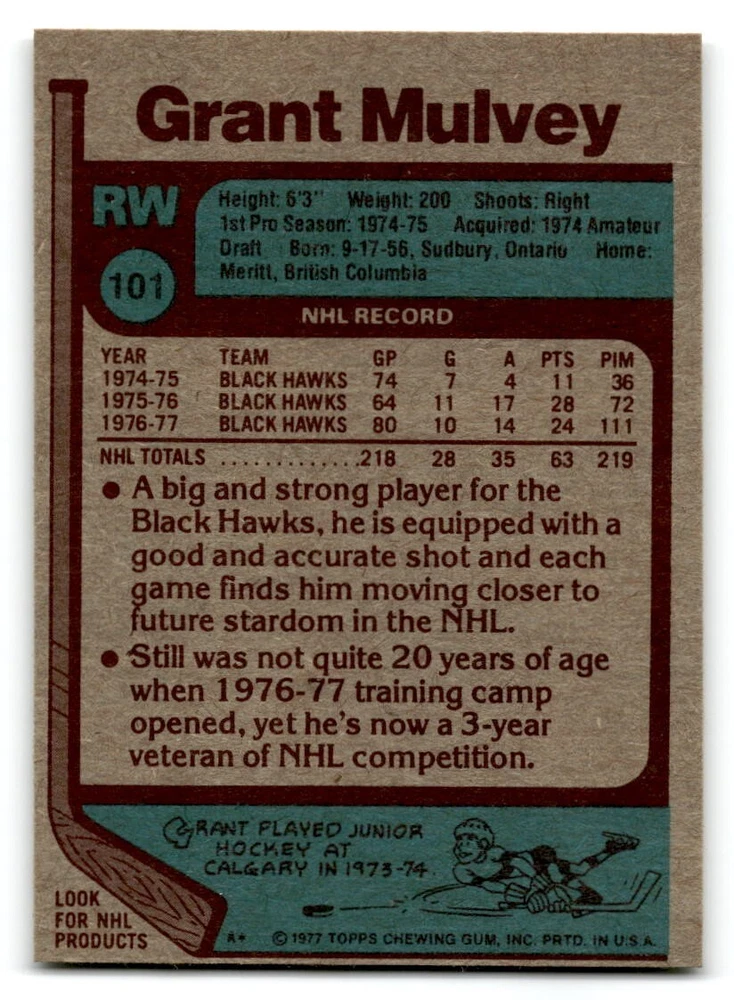 Grant Mulvey
RW
101
Height: 6'3" Weight: 200 Shoots: Right
1st Pro Season: 1974-75 Acquired: 1974 Amateur
Draft Born: 9-17-56, Sudbury, Ontario Home:
Meritt, British Columbia
NHL RECORD
YEAR TEAM GP G A PTS PIM
1974-75 BLACK HAWKS 74 7 4 11 36
1975-76 BLACK HAWKS 64 11 17 28 72
1976-77 BLACK HAWKS 80 10 14 24 111
NHL TOTALS ..............218 28 35 63 219
● A big and strong player for the
Black Hawks, he is equipped with a
good and accurate shot and each
game finds him moving closer to
future stardom in the NHL.
● Still was not quite 20 years of age
when 1976-77 training camp
opened, yet he's now a 3-year
veteran of NHL competition.
GRANT PLAYED JUNIOR
HOCKEY AT
CALGARY IN 1973-74.
LOOK
FOR NHL
PRODUCTS
A* © 1977 TOPPS CHEWING GUM, INC. PRTD. IN U.S.A.